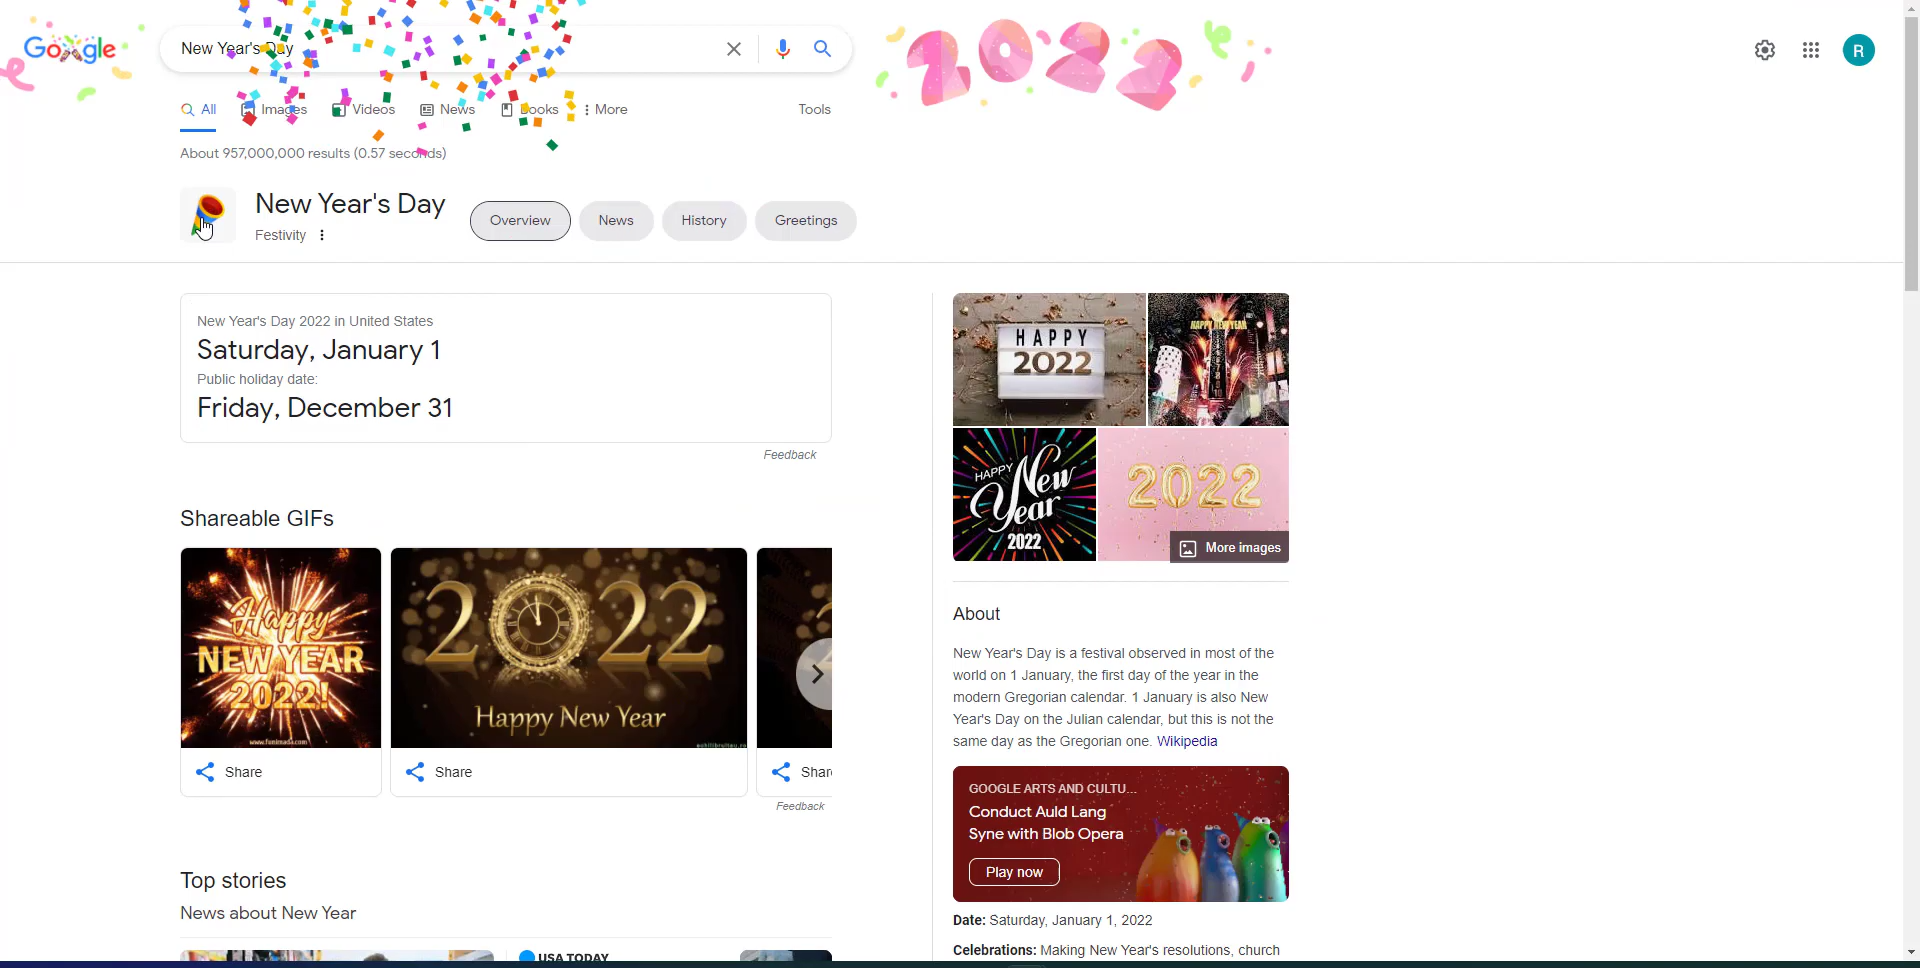 Google
New Year's Day
2022
All
Images
Videos
News
Books
More
Tools
About 957,000,000 results (0.57 seconds)
R
New Year's Day
Festivity
Overview
News
History
Greetings
New Year's Day 2022 in United States
Saturday, January 1
Public holiday date:
Friday, December 31
Feedback
Shareable GIFs
Happy
NEW YEAR
2022!
www.funimada.com
2022
Happy New Year
Share
Share
Shar
Feedback
Top stories
News about New Year
USA TODAY
HAPPY
2022
HAPPY NEW YEAR
HAPPY
New
Year
2022
2022
More images
About
New Year's Day is a festival observed in most of the
world on 1 January, the first day of the year in the
modern Gregorian calendar. 1 January is also New
Year's Day on the Julian calendar, but this is not the
same day as the Gregorian one. Wikipedia
GOOGLE ARTS AND CULTU...
Conduct Auld Lang
Syne with Blob Opera
Play now
Date: Saturday, January 1, 2022
Celebrations: Making New Year's resolutions, church